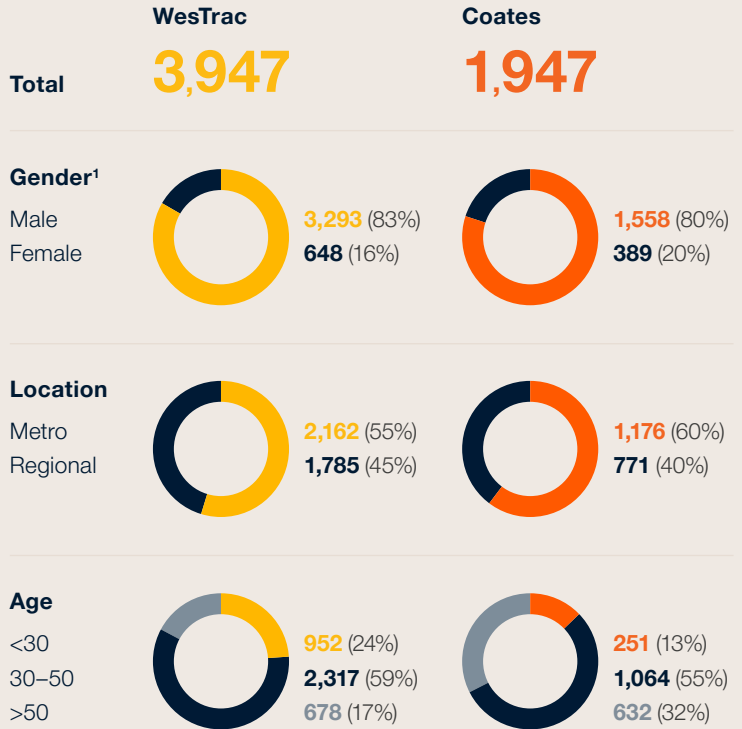 WesTrac Coates
Total 3,947 1,947
Gender¹
Male 3,293 (83%) 1,558 (80%)
Female 648 (16%) 389 (20%)
Location
Metro 2,162 (55%) 1,176 (60%)
Regional 1,785 (45%) 771 (40%)
Age
<30 952 (24%) 251 (13%)
30–50 2,317 (59%) 1,064 (55%)
>50 678 (17%) 632 (32%)